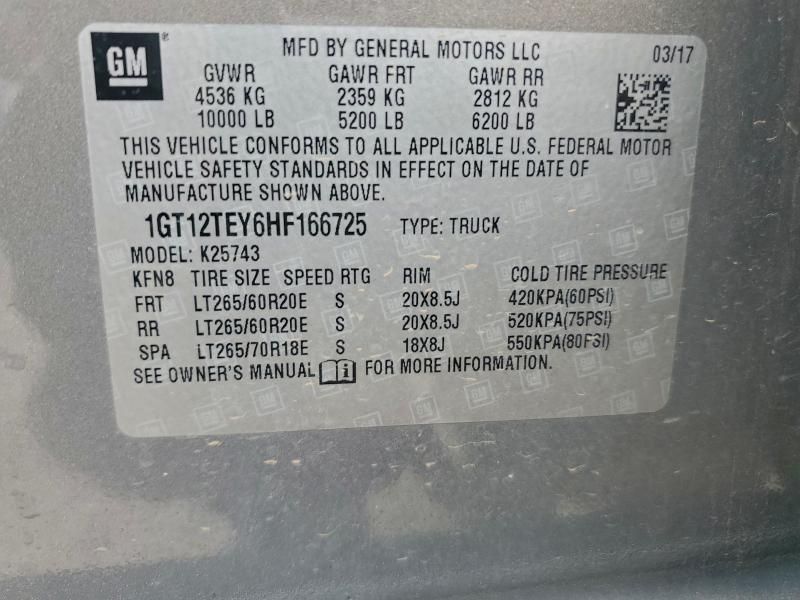 GM ® MFD BY GENERAL MOTORS LLC 03/17
GVWR GAWR FRT GAWR RR
4536 KG 2359 KG 2812 KG
10000 LB 5200 LB 6200 LB
THIS VEHICLE CONFORMS TO ALL APPLICABLE U.S. FEDERAL MOTOR
VEHICLE SAFETY STANDARDS IN EFFECT ON THE DATE OF
MANUFACTURE SHOWN ABOVE.
1GT12TEY6HF166725 TYPE: TRUCK
MODEL: K25743
KFN8 TIRE SIZE SPEED RTG RIM COLD TIRE PRESSURE
FRT LT265/60R20E S 20X8.5J 420KPA(60PSI)
RR LT265/60R20E S 20X8.5J 520KPA(75PSI)
SPA LT265/70R18E S 18X8J 550KPA(80PSI)
SEE OWNER'S MANUAL i FOR MORE INFORMATION.